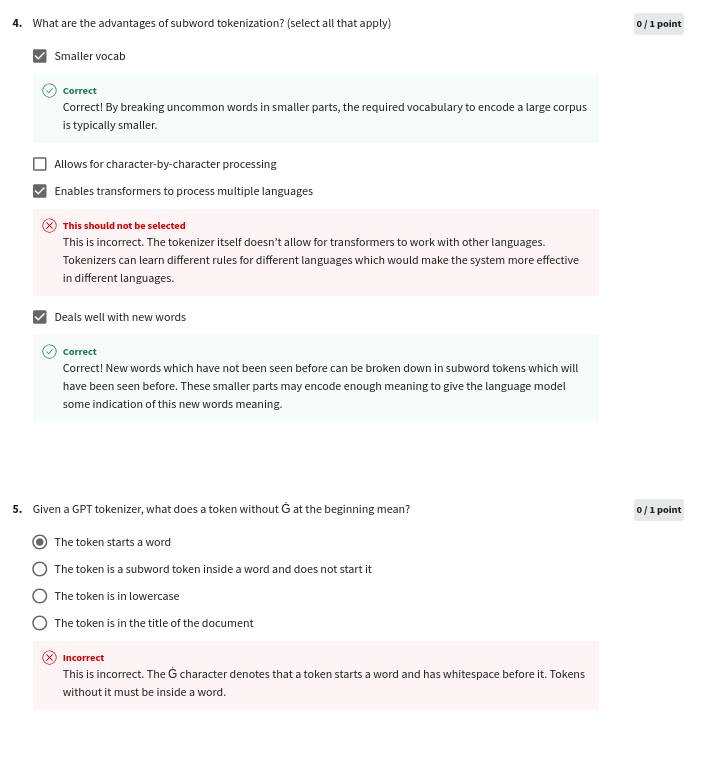 4. What are the advantages of subword tokenization? (select all that apply) 0 / 1 point
Smaller vocab
Correct
Correct! By breaking uncommon words in smaller parts, the required vocabulary to encode a large corpus
is typically smaller.
Allows for character-by-character processing
Enables transformers to process multiple languages
This should not be selected
This is incorrect. The tokenizer itself doesn't allow for transformers to work with other languages.
Tokenizers can learn different rules for different languages which would make the system more effective
in different languages.
Deals well with new words
Correct
Correct! New words which have not been seen before can be broken down in subword tokens which will
have been seen before. These smaller parts may encode enough meaning to give the language model
some indication of this new words meaning.
5. Given a GPT tokenizer, what does a token without Ġ at the beginning mean? 0 / 1 point
The token starts a word
The token is a subword token inside a word and does not start it
The token is in lowercase
The token is in the title of the document
Incorrect
This is incorrect. The Ġ character denotes that a token starts a word and has whitespace before it. Tokens
without it must be inside a word.